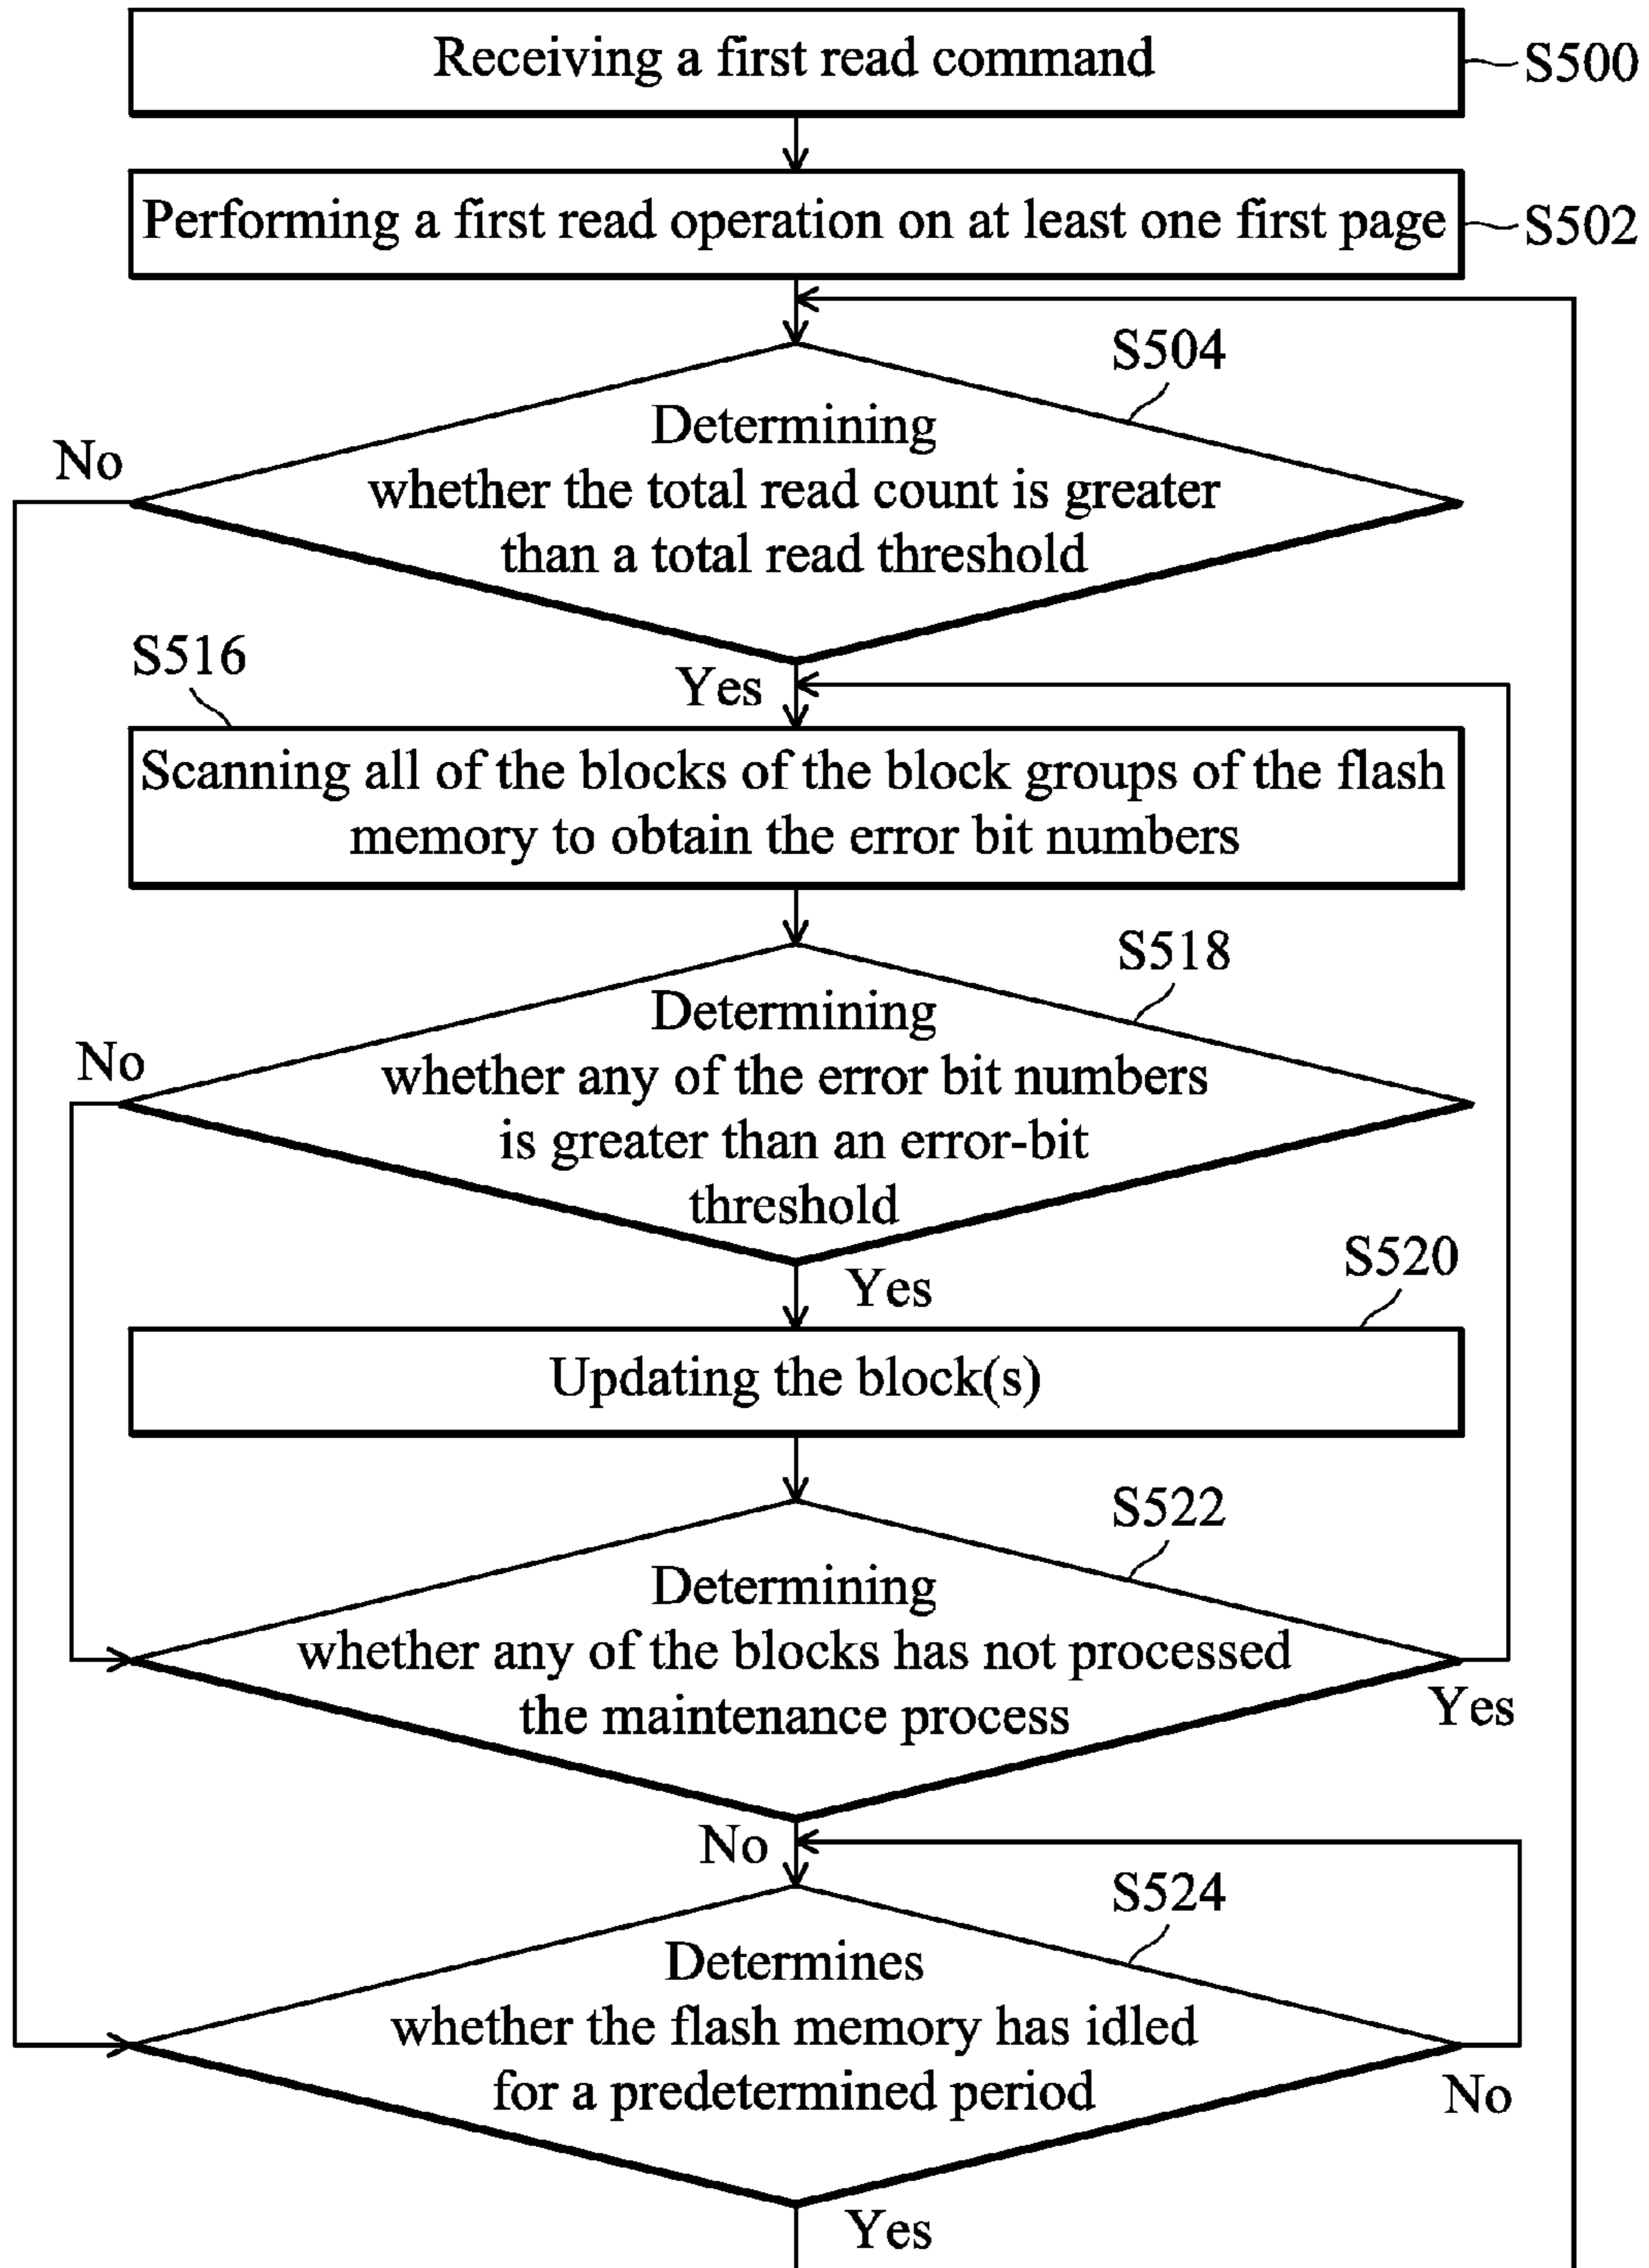 Receiving a first read command
S500
Performing a first read operation on at least one first page
S502
S504
Determining
whether the total read count is greater
than a total read threshold
No
Yes
S516
Scanning all of the blocks of the block groups of the flash
memory to obtain the error bit numbers
S518
Determining
whether any of the error bit numbers
is greater than an error-bit
threshold
No
Yes
S520
Updating the block(s)
S522
Determining
whether any of the blocks has not processed
the maintenance process
Yes
No
S524
Determines
whether the flash memory has idled
for a predetermined period
No
Yes